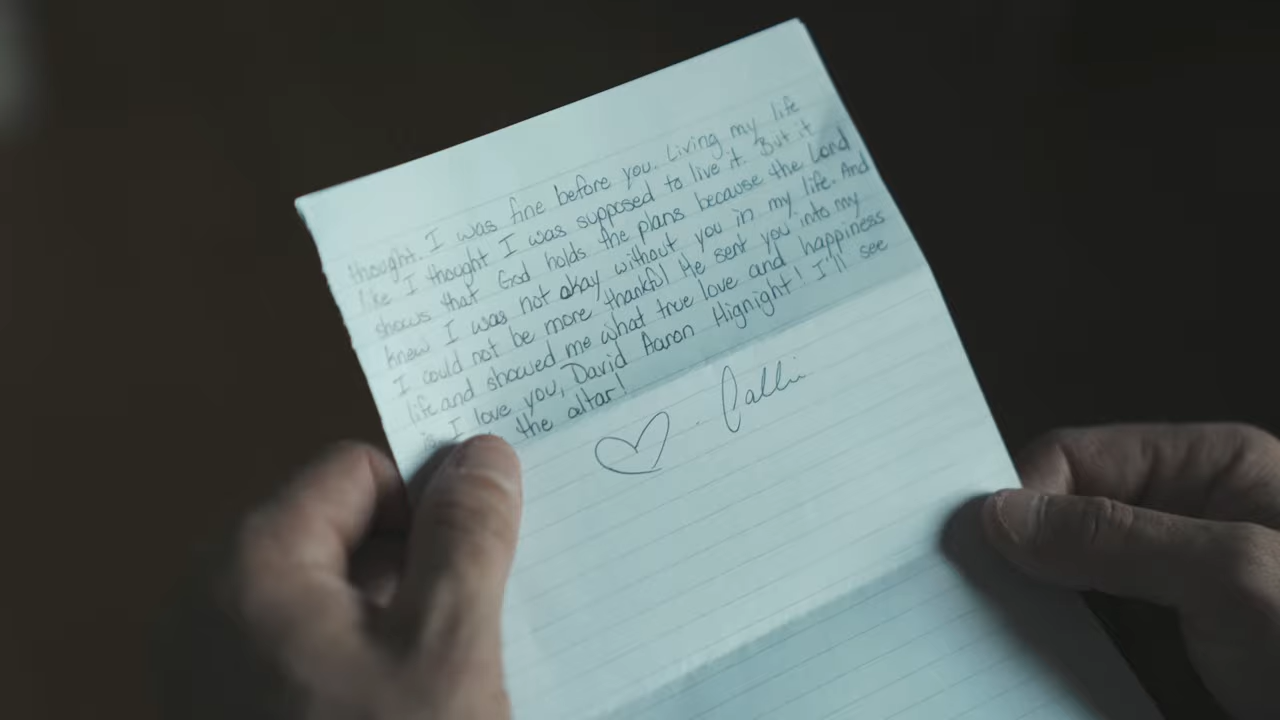 thought. I was fine before you. Living my life
like I thought I was supposed to live it. But it
shows that God holds the plans because the Lord
knew I was not okay without you in my life. And
I could not be more thankful He sent you into my
life and showed me what true love and happiness
is. I love you, David Aaron Hignight! I'll see
the altar!
♡ Callie